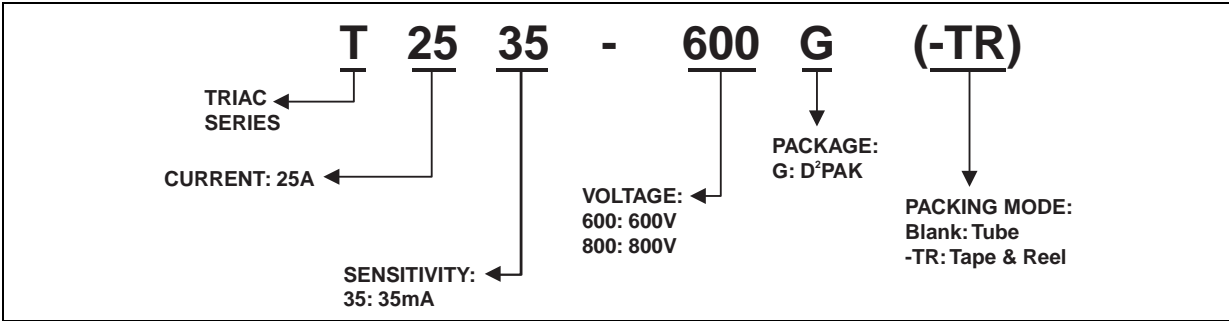 T 25 35 - 600 G (-TR)
TRIAC
SERIES
CURRENT: 25A
SENSITIVITY:
35: 35mA
VOLTAGE:
600: 600V
800: 800V
PACKAGE:
G: D²PAK
PACKING MODE:
Blank: Tube
-TR: Tape & Reel